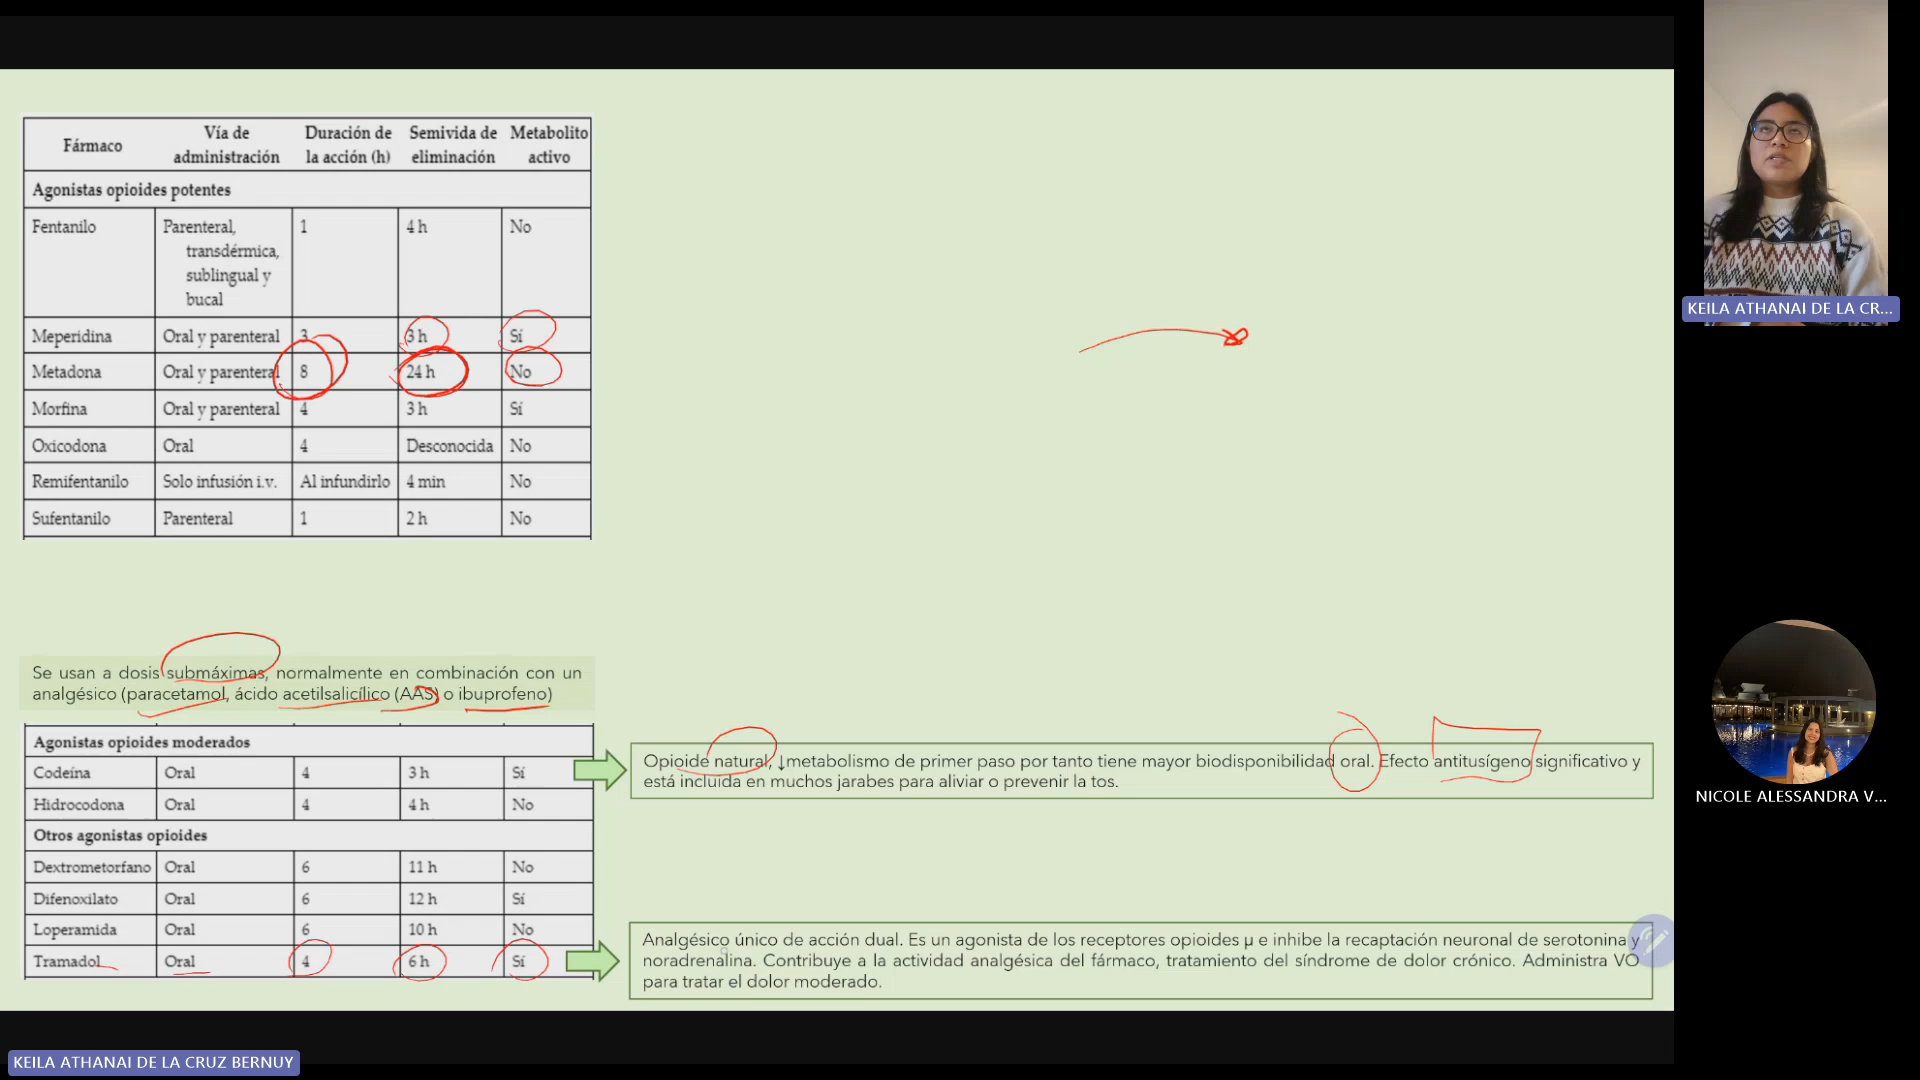 Fármaco Vía de administración Duración de la acción (h) Semivida de eliminación Metabolito activo
Agonistas opioides potentes
Fentanilo Parenteral, transdérmica, sublingual y bucal 1 4 h No
Meperidina Oral y parenteral 3 3 h Sí
Metadona Oral y parenteral 8 24 h No
Morfina Oral y parenteral 4 3 h Sí
Oxicodona Oral 4 Desconocida No
Remifentanilo Solo infusión i.v. Al infundirlo 4 min No
Sufentanilo Parenteral 1 2 h No
Se usan a dosis submáximas, normalmente en combinación con un
analgésico (paracetamol, ácido acetilsalicílico (AAS) o ibuprofeno)
Agonistas opioides moderados
Codeína Oral 4 3 h Sí
Hidrocodona Oral 4 4 h No
Otros agonistas opioides
Dextrometorfano Oral 6 11 h No
Difenoxilato Oral 6 12 h Sí
Loperamida Oral 6 10 h No
Tramadol Oral 4 6 h Sí
Opioide natural, ↓metabolismo de primer paso por tanto tiene mayor biodisponibilidad oral. Efecto antitusígeno significativo y
está incluida en muchos jarabes para aliviar o prevenir la tos.
Analgésico único de acción dual. Es un agonista de los receptores opioides µ e inhibe la recaptación neuronal de serotonina y
noradrenalina. Contribuye a la actividad analgésica del fármaco, tratamiento del síndrome de dolor crónico. Administra VO
para tratar el dolor moderado.
KEILA ATHANAI DE LA CR...
NICOLE ALESSANDRA V...
KEILA ATHANAI DE LA CRUZ BERNUY